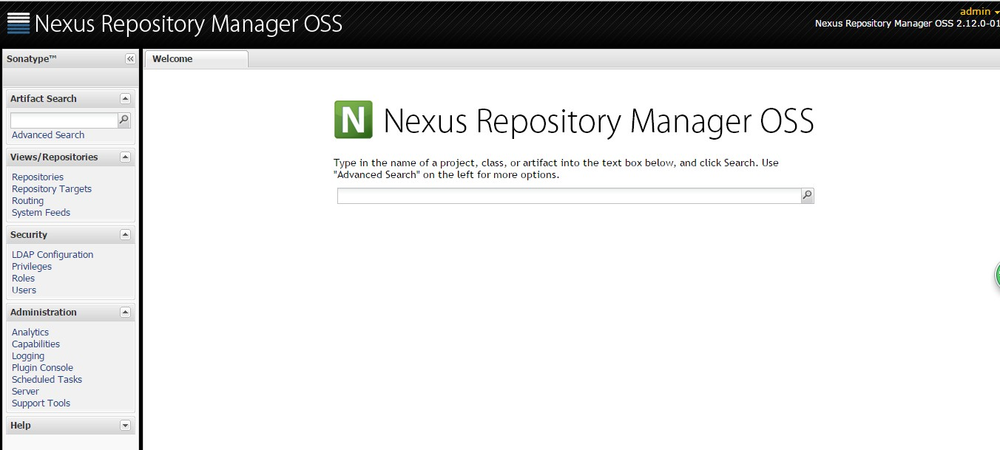 Nexus Repository Manager OSS
admin
Nexus Repository Manager OSS 2.12.0-01
Sonatype™
Welcome
Artifact Search
Advanced Search
Views/Repositories
Repositories
Repository Targets
Routing
System Feeds
Security
LDAP Configuration
Privileges
Roles
Users
Administration
Analytics
Capabilities
Logging
Plugin Console
Scheduled Tasks
Server
Support Tools
Help
N Nexus Repository Manager OSS
Type in the name of a project, class, or artifact into the text box below, and click Search. Use
"Advanced Search" on the left for more options.